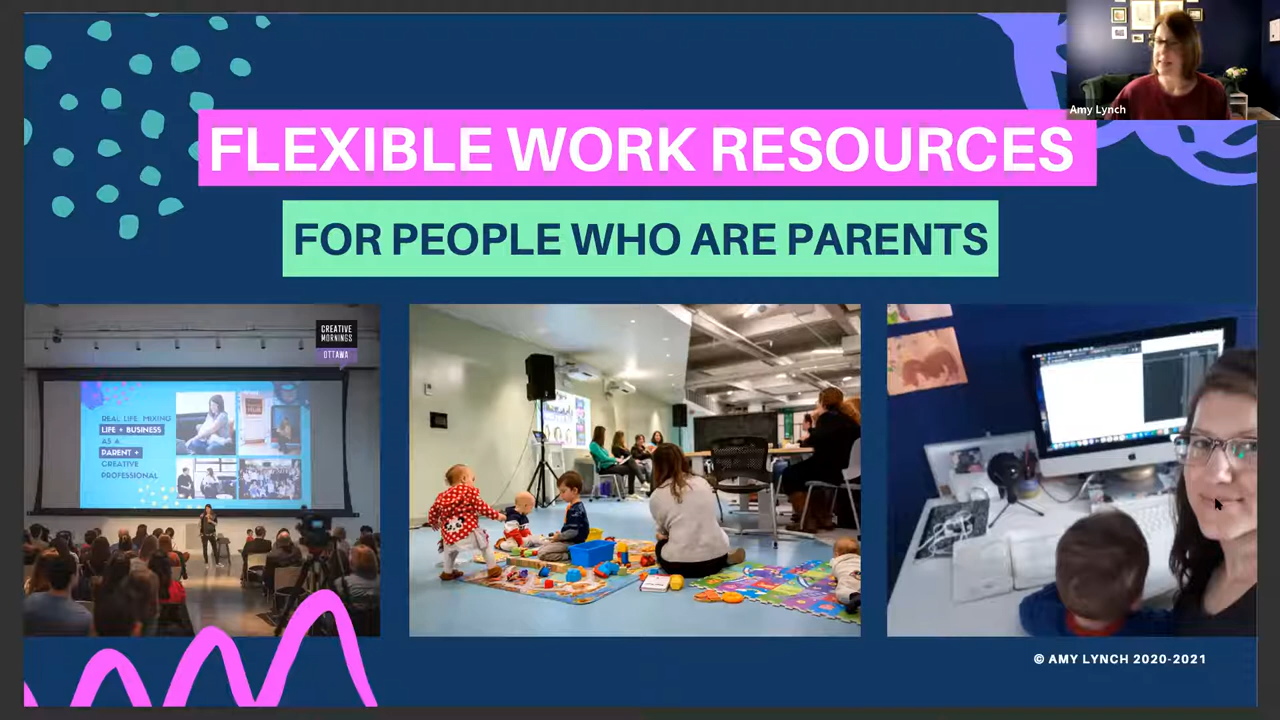 Amy Lynch
FLEXIBLE WORK RESOURCES
FOR PEOPLE WHO ARE PARENTS
CREATIVE
MORNINGS
OTTAWA
REAL LIFE: MIXING
LIFE + BUSINESS
AS A
PARENT +
CREATIVE
PROFESSIONAL
© AMY LYNCH 2020-2021